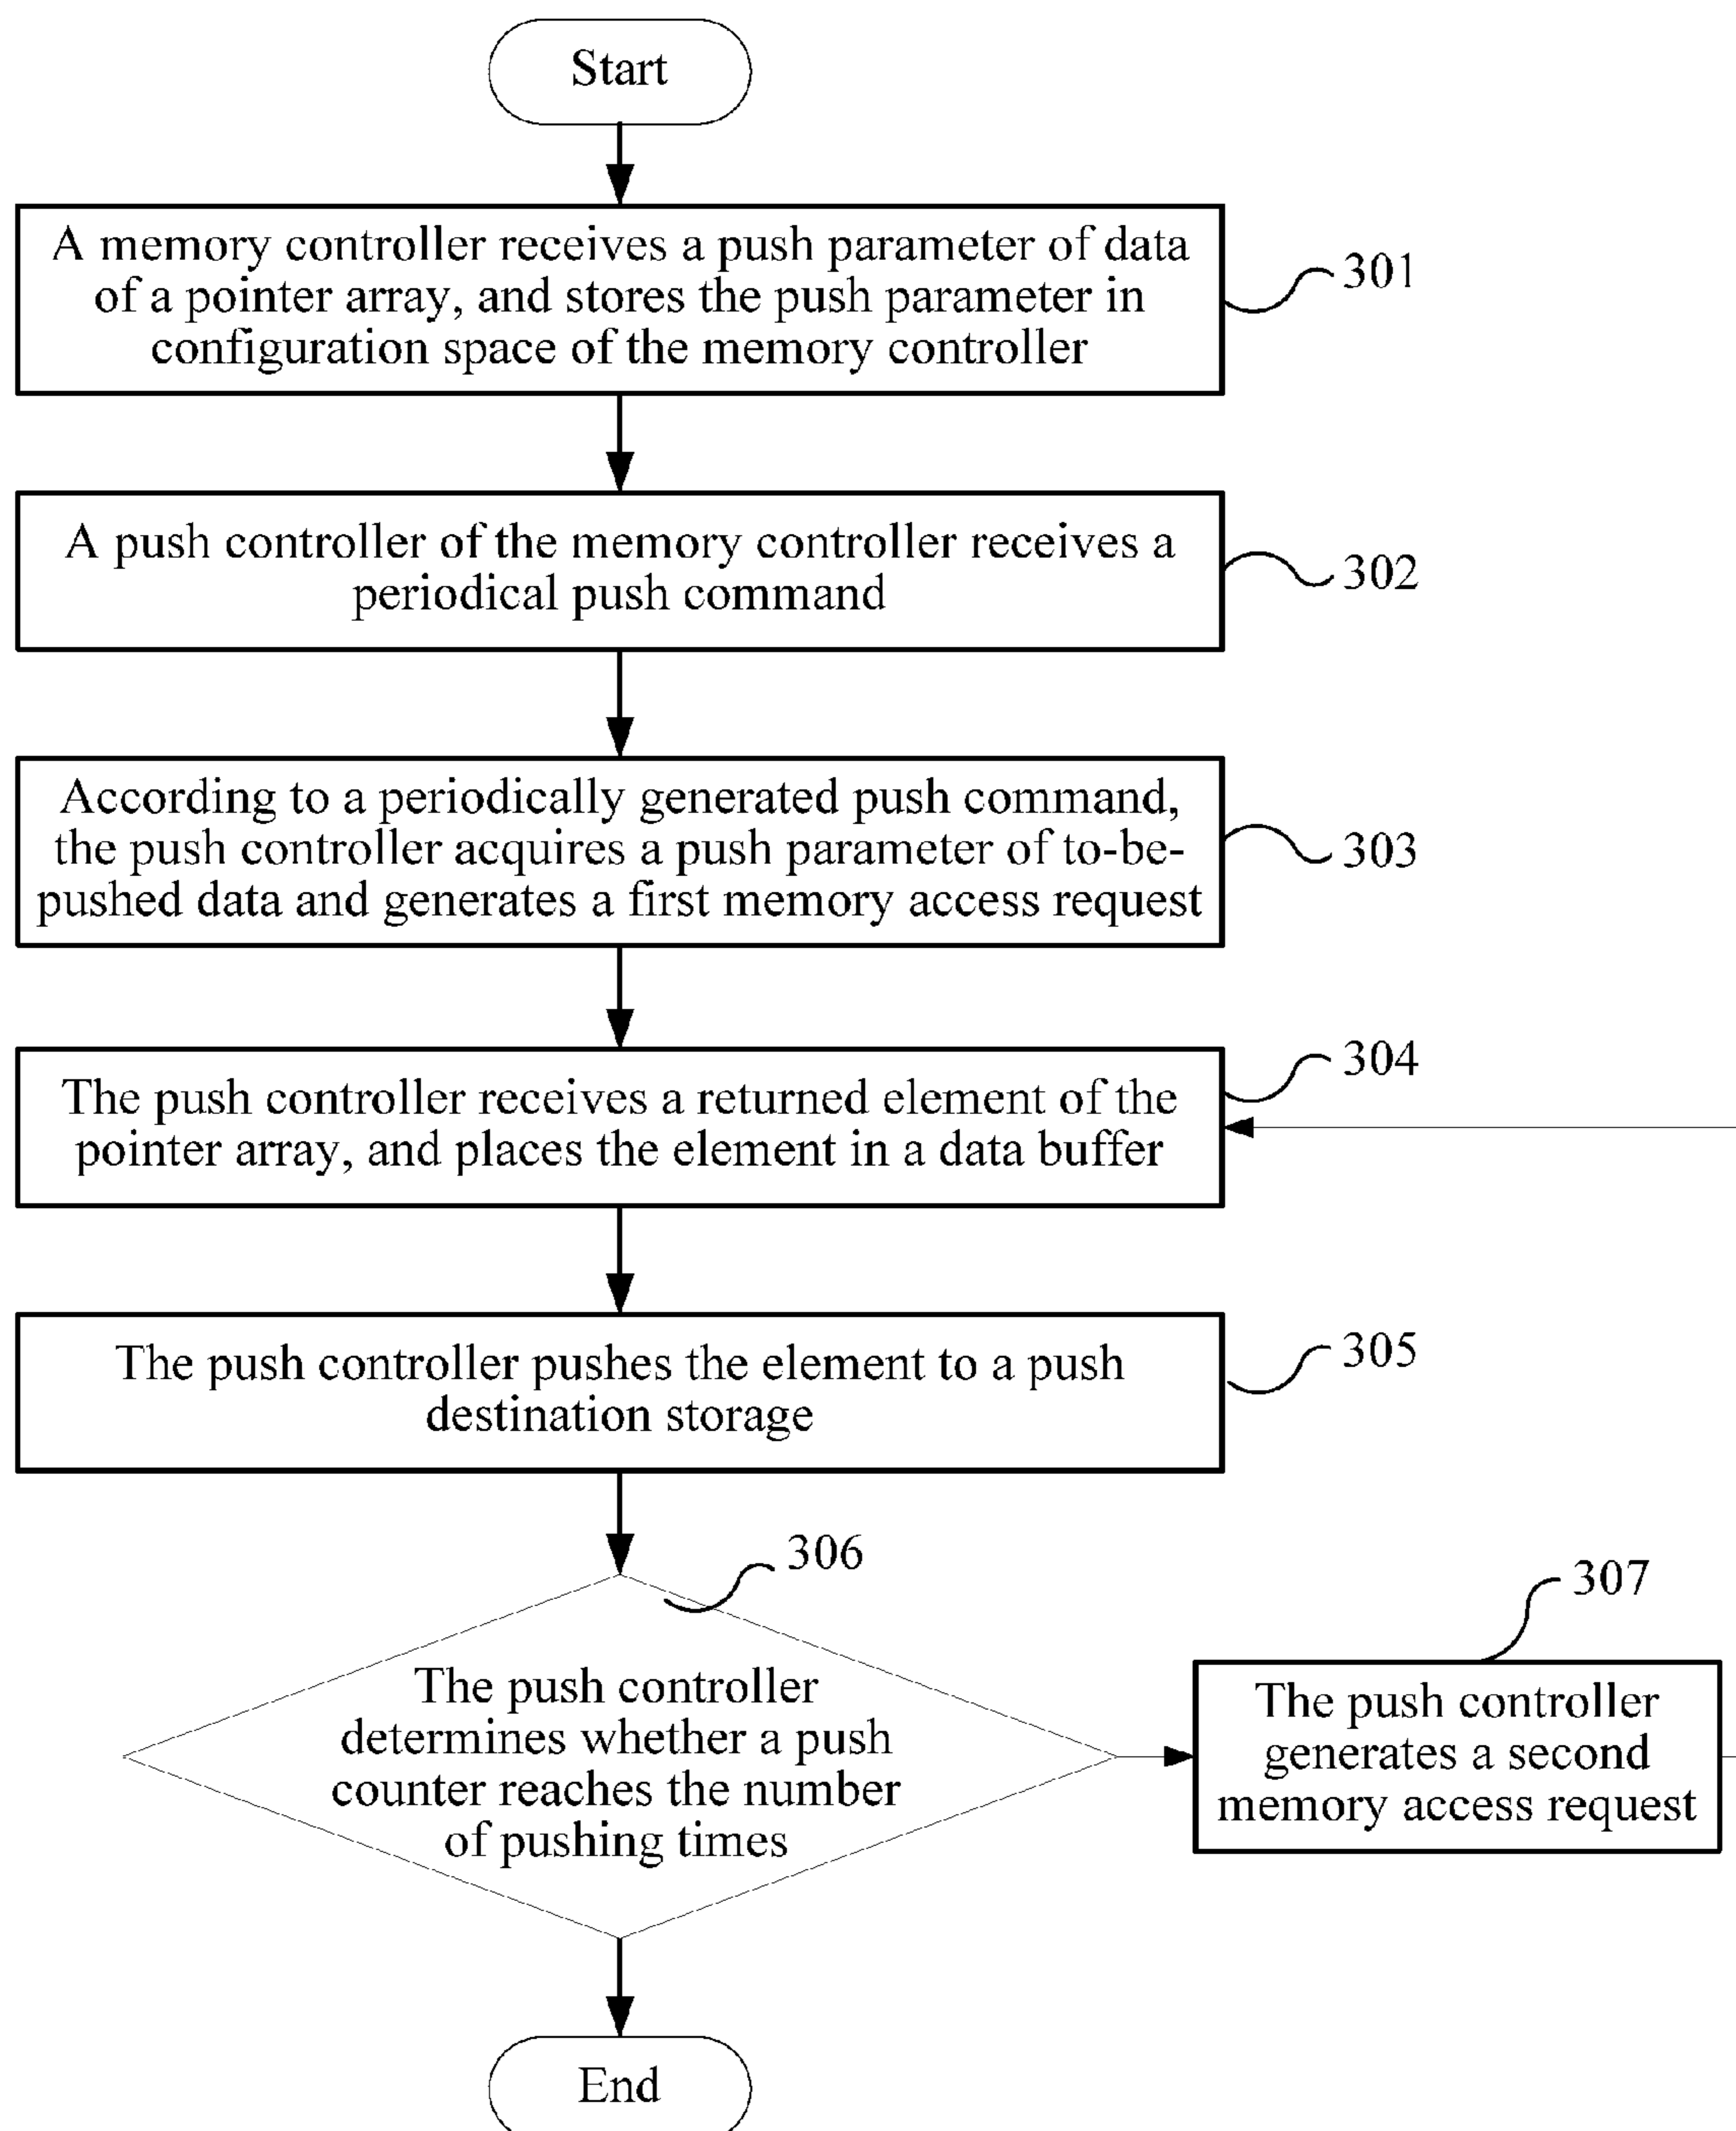 Start
A memory controller receives a push parameter of data
of a pointer array, and stores the push parameter in
configuration space of the memory controller
301
A push controller of the memory controller receives a
periodical push command
302
According to a periodically generated push command,
the push controller acquires a push parameter of to-be-
pushed data and generates a first memory access request
303
The push controller receives a returned element of the
pointer array, and places the element in a data buffer
304
The push controller pushes the element to a push
destination storage
305
The push controller
determines whether a push
counter reaches the number
of pushing times
306
The push controller
generates a second
memory access request
307
End